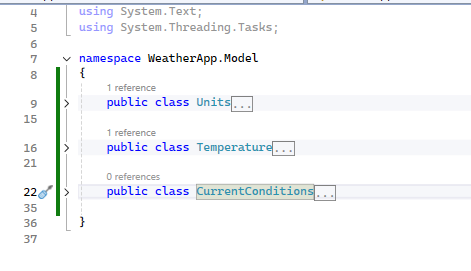 4 using System.Text;
5 using System.Threading.Tasks;
6
7 namespace WeatherApp.Model
8 {
1 reference
9 public class Units...
15
1 reference
16 public class Temperature...
21
0 references
22 public class CurrentConditions...
35
36 }
37